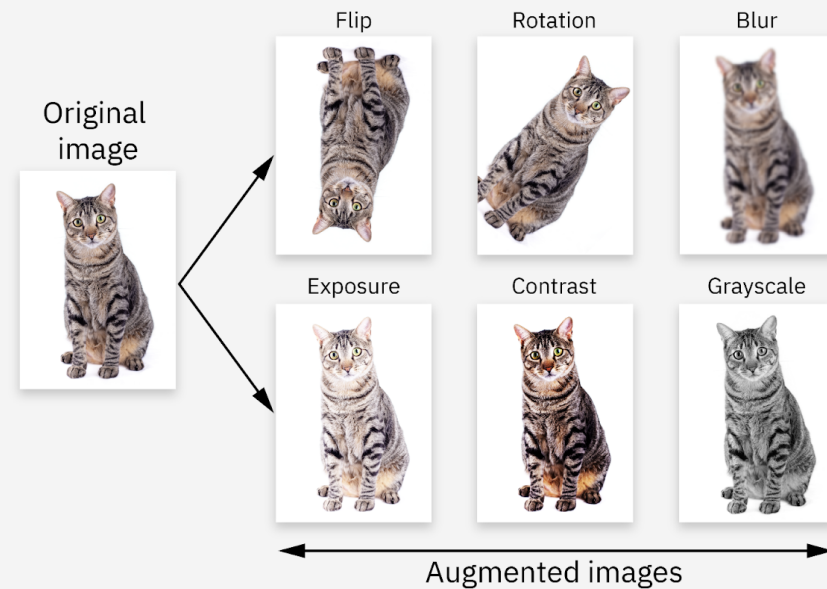 Original
image
Flip
Rotation
Blur
Exposure
Contrast
Grayscale
Augmented images